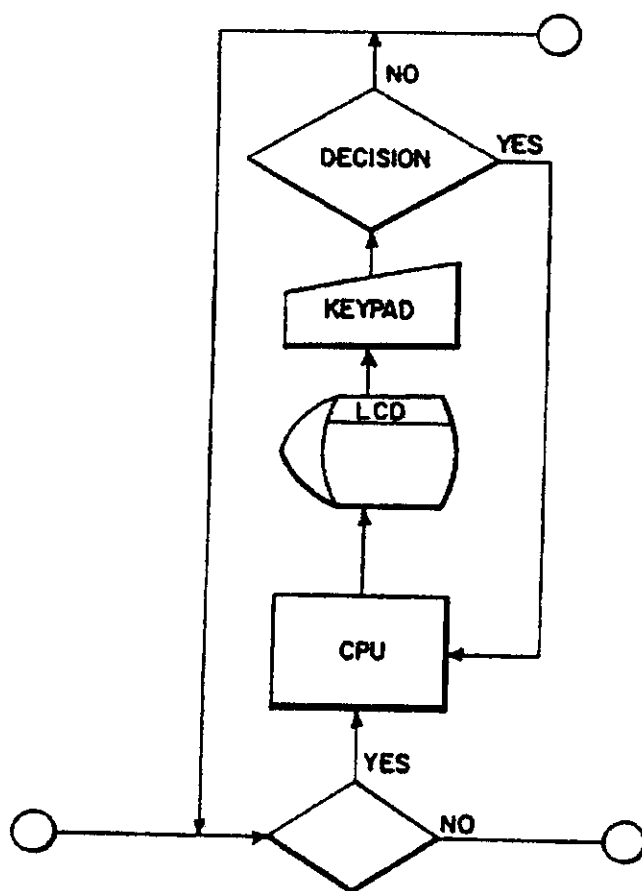 NO
DECISION
YES
KEYPAD
LCD
CPU
YES
NO